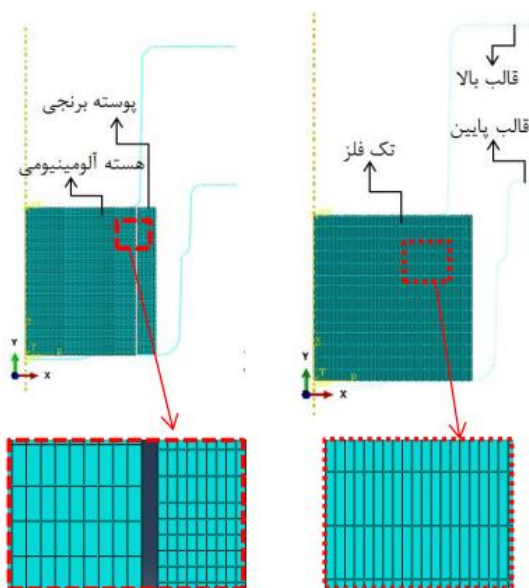 پوسته برنجی
هسته آلومینیومی
Y
X
قالب بالا
قالب پایین
تک فلز
Y
X